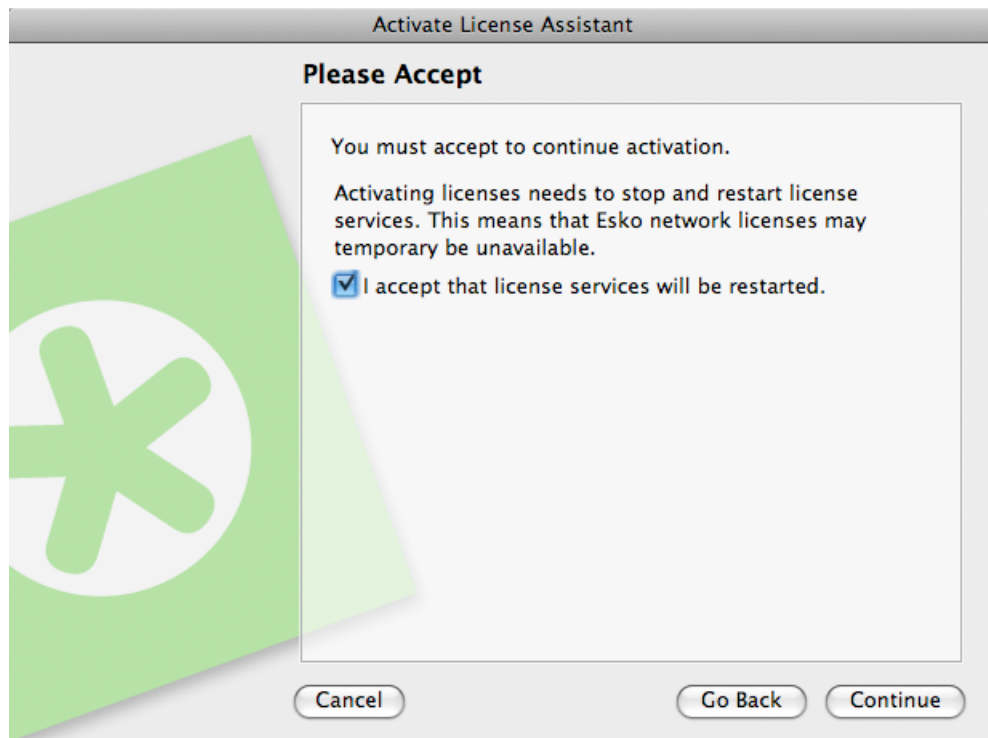 Activate License Assistant
Please Accept
You must accept to continue activation.
Activating licenses needs to stop and restart license
services. This means that Esko network licenses may
temporary be unavailable.
I accept that license services will be restarted.
Cancel
Go Back
Continue